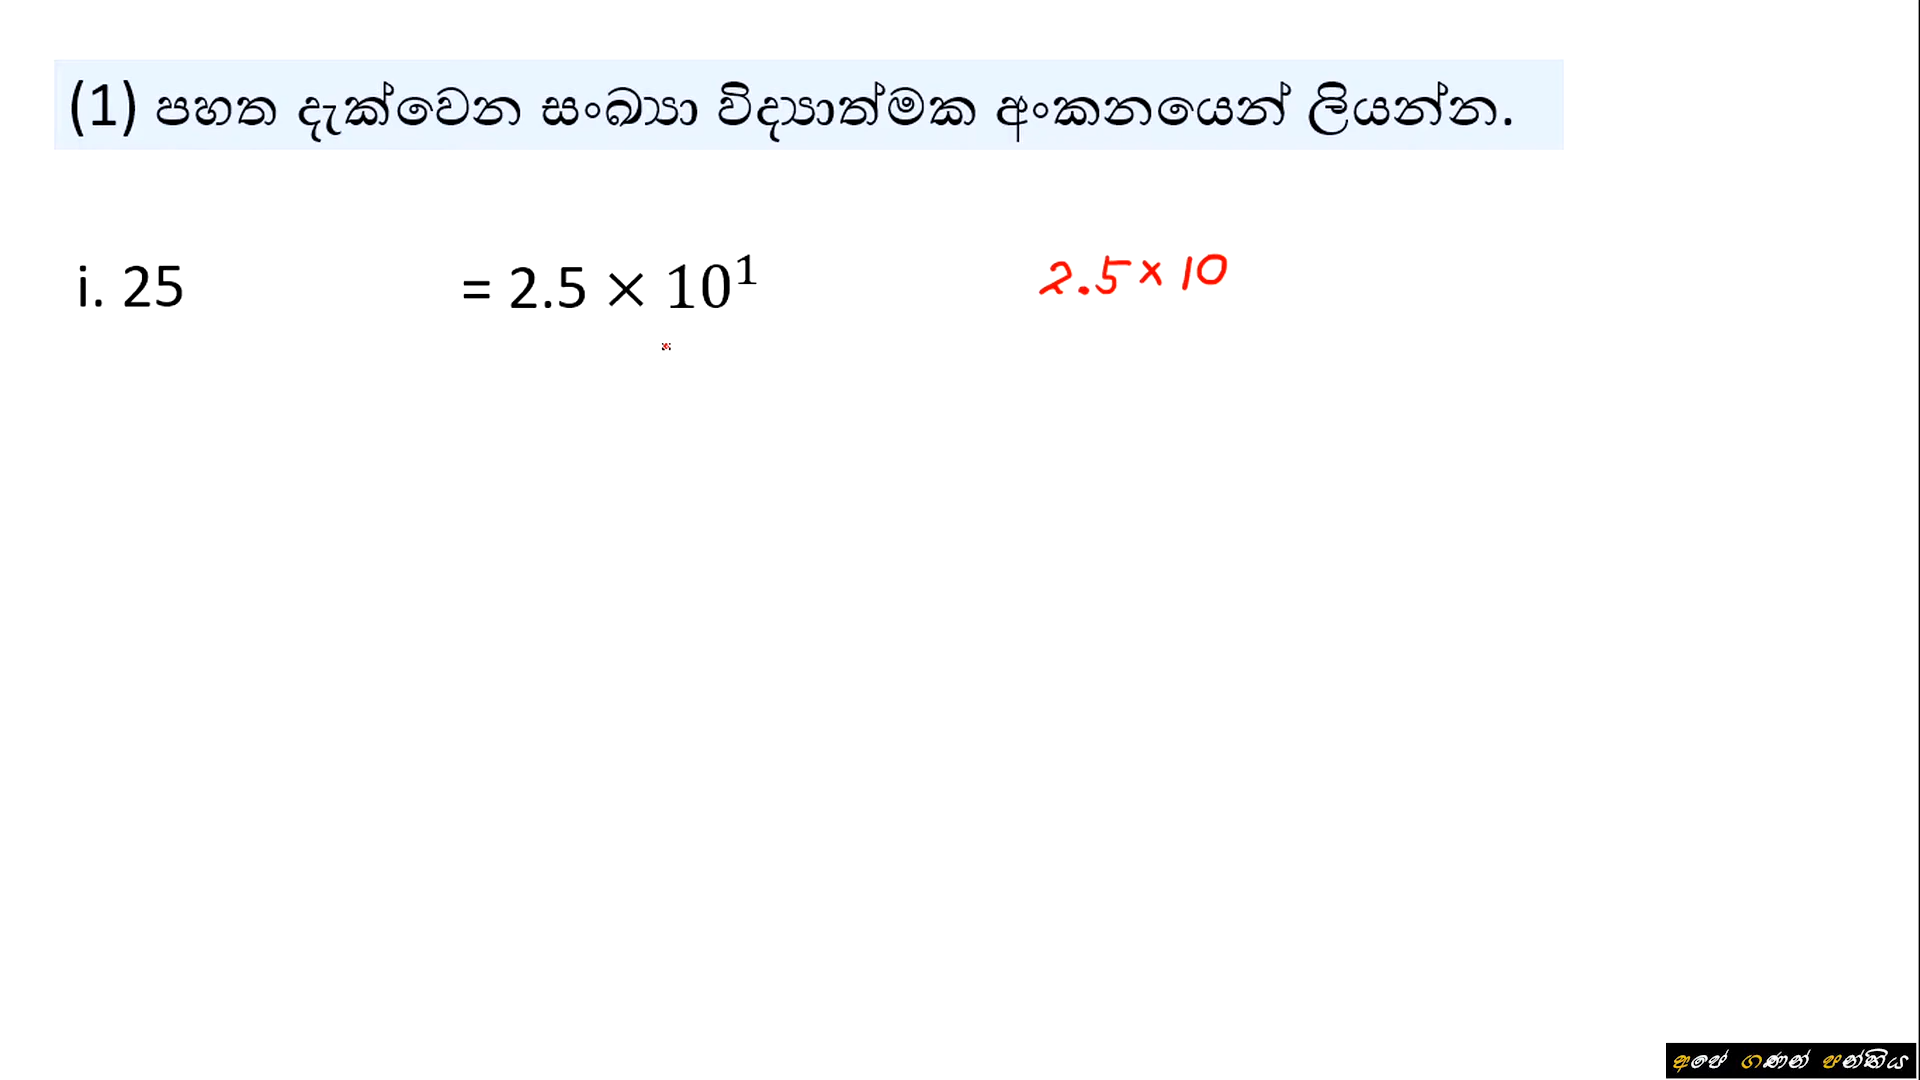 (1) පහත දැක්වෙන සංඛ්‍යා විද්‍යාත්මක අංකනයෙන් ලියන්න.
i. 25 = 2.5 × 10¹ 2.5 × 10
අපේ ගණන් පන්තිය